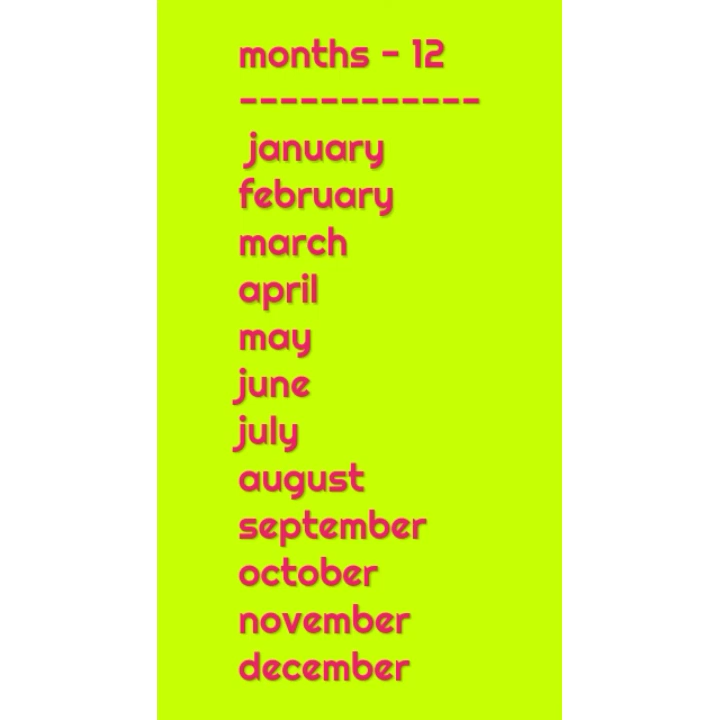 months - 12
------------
january
february
march
april
may
june
july
august
september
october
november
december